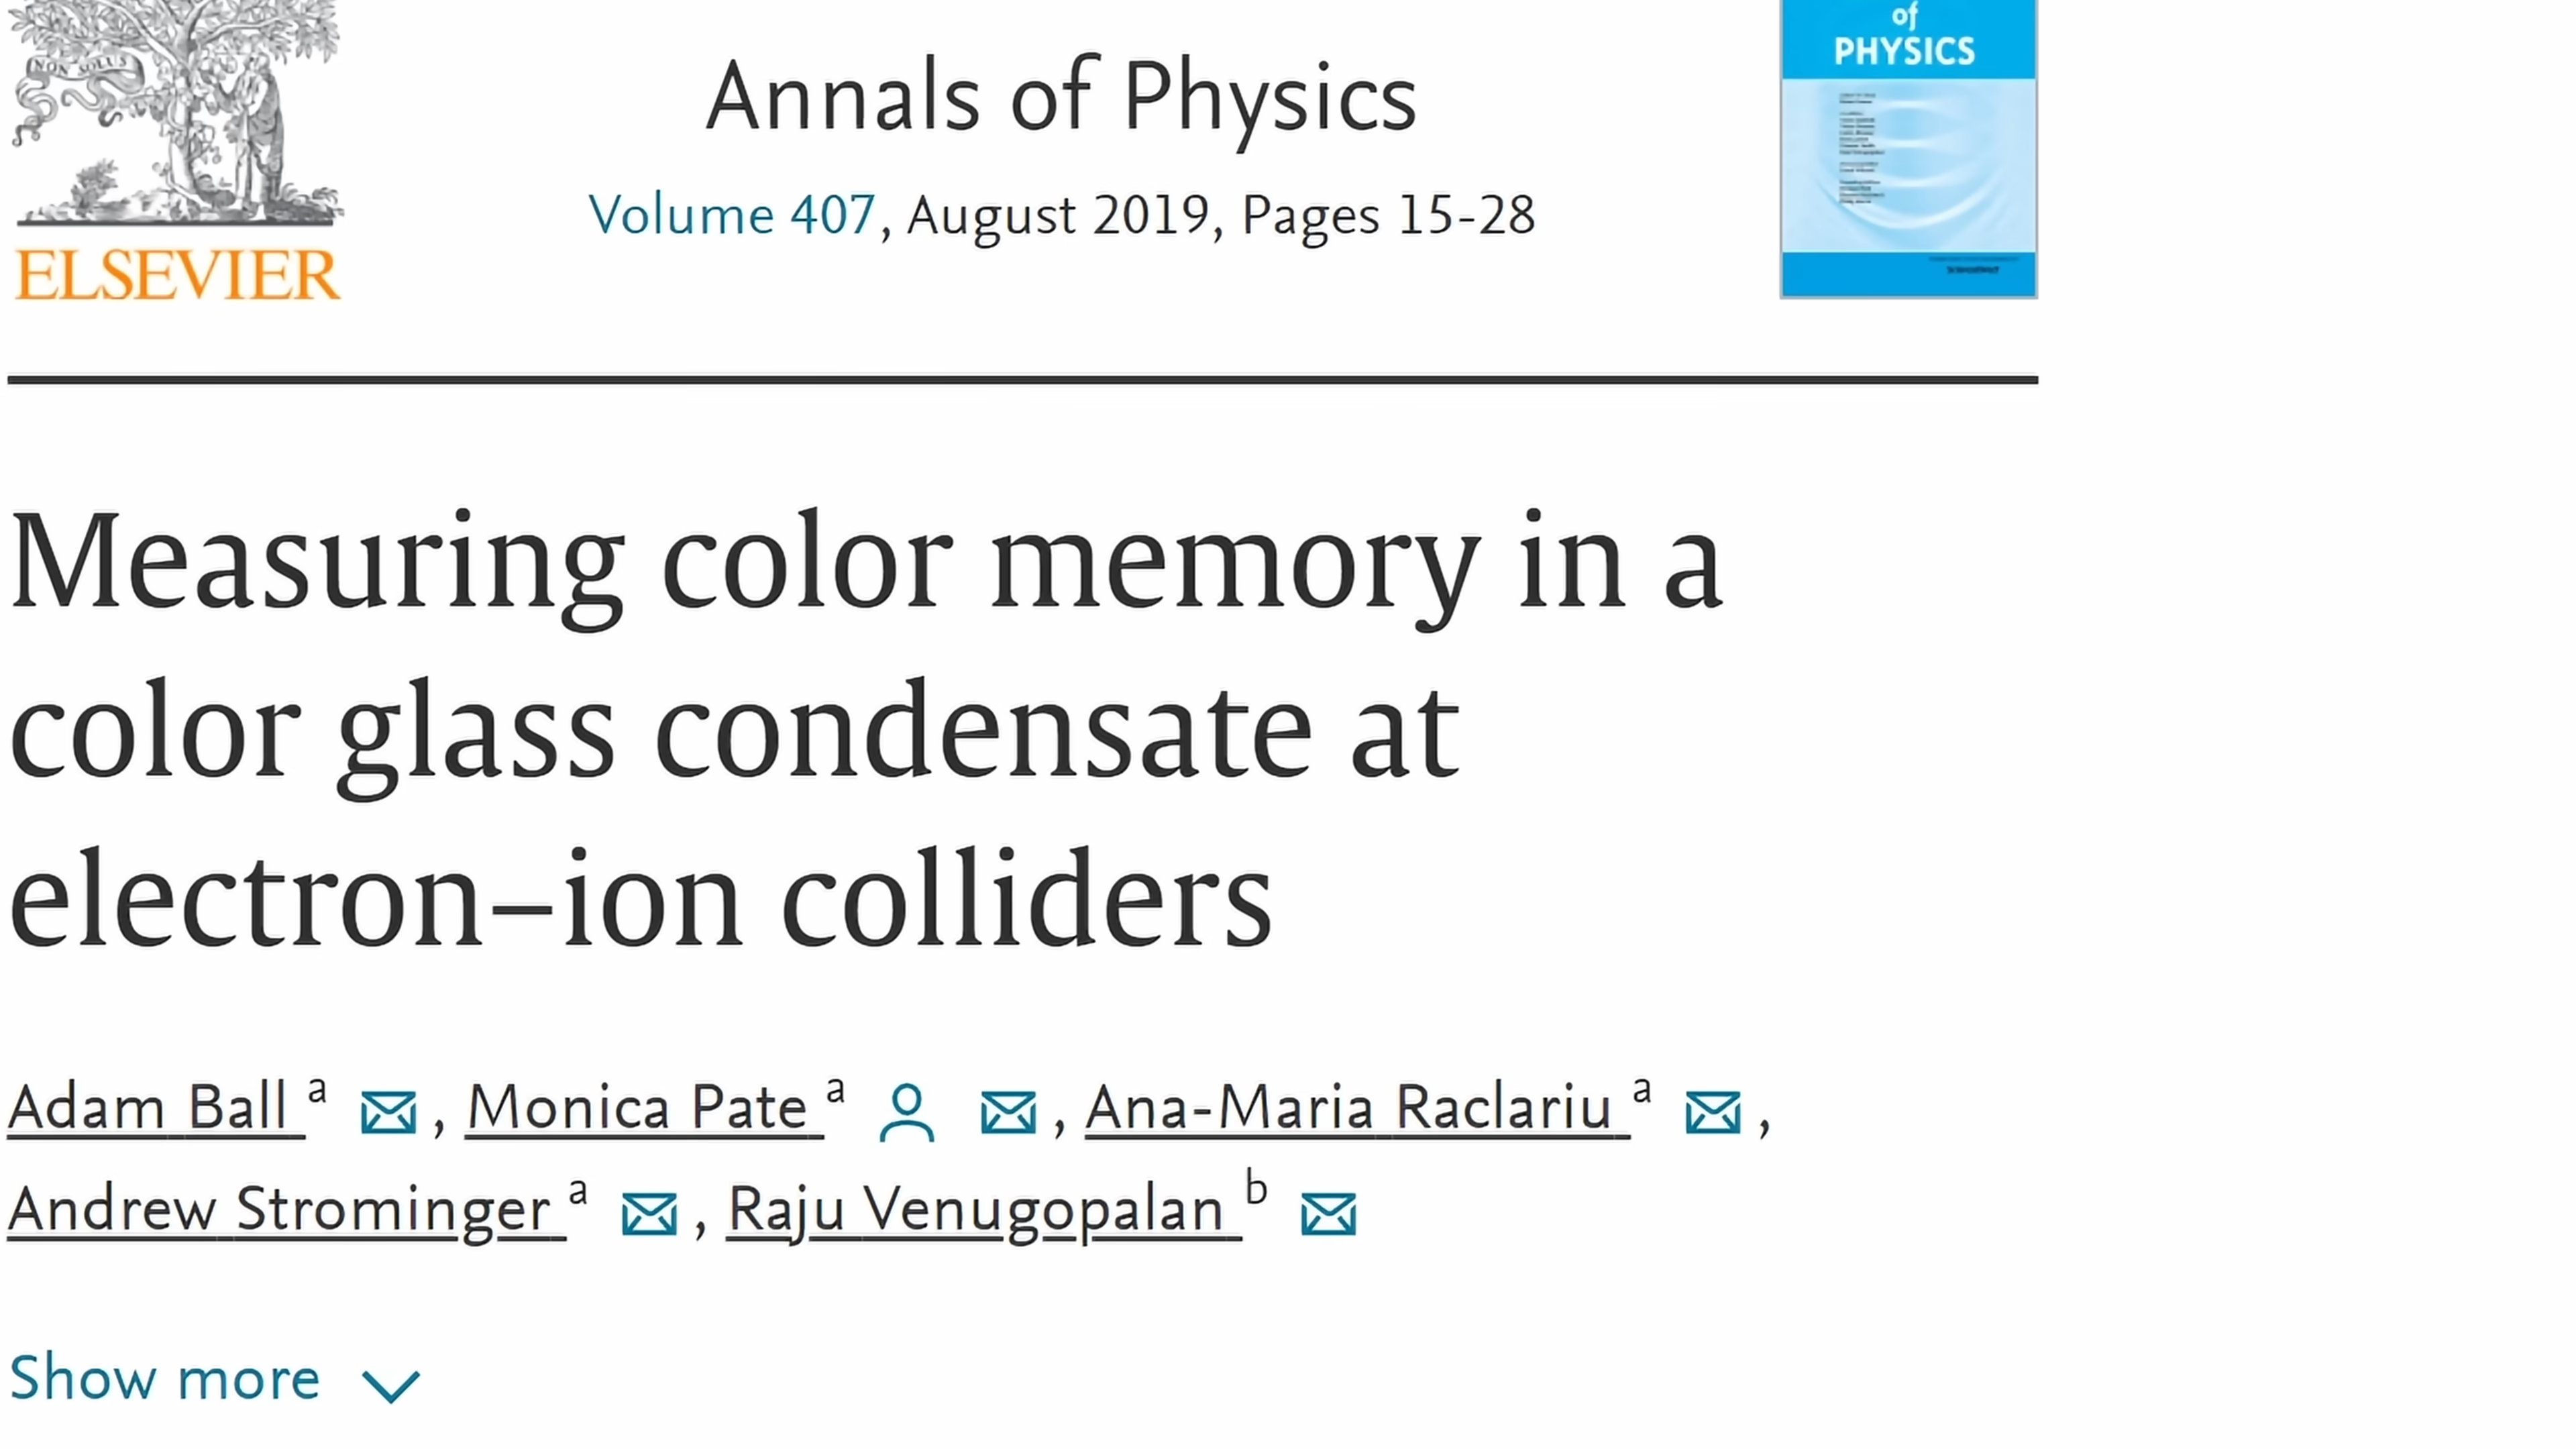 of
PHYSICS
NON SOLUS
Annals of Physics
Volume 407, August 2019, Pages 15-28
ELSEVIER
Measuring color memory in a
color glass condensate at
electron–ion colliders
Adam Ball a, Monica Pate a, Ana-Maria Raclariu a,
Andrew Strominger a, Raju Venugopalan b
Show more